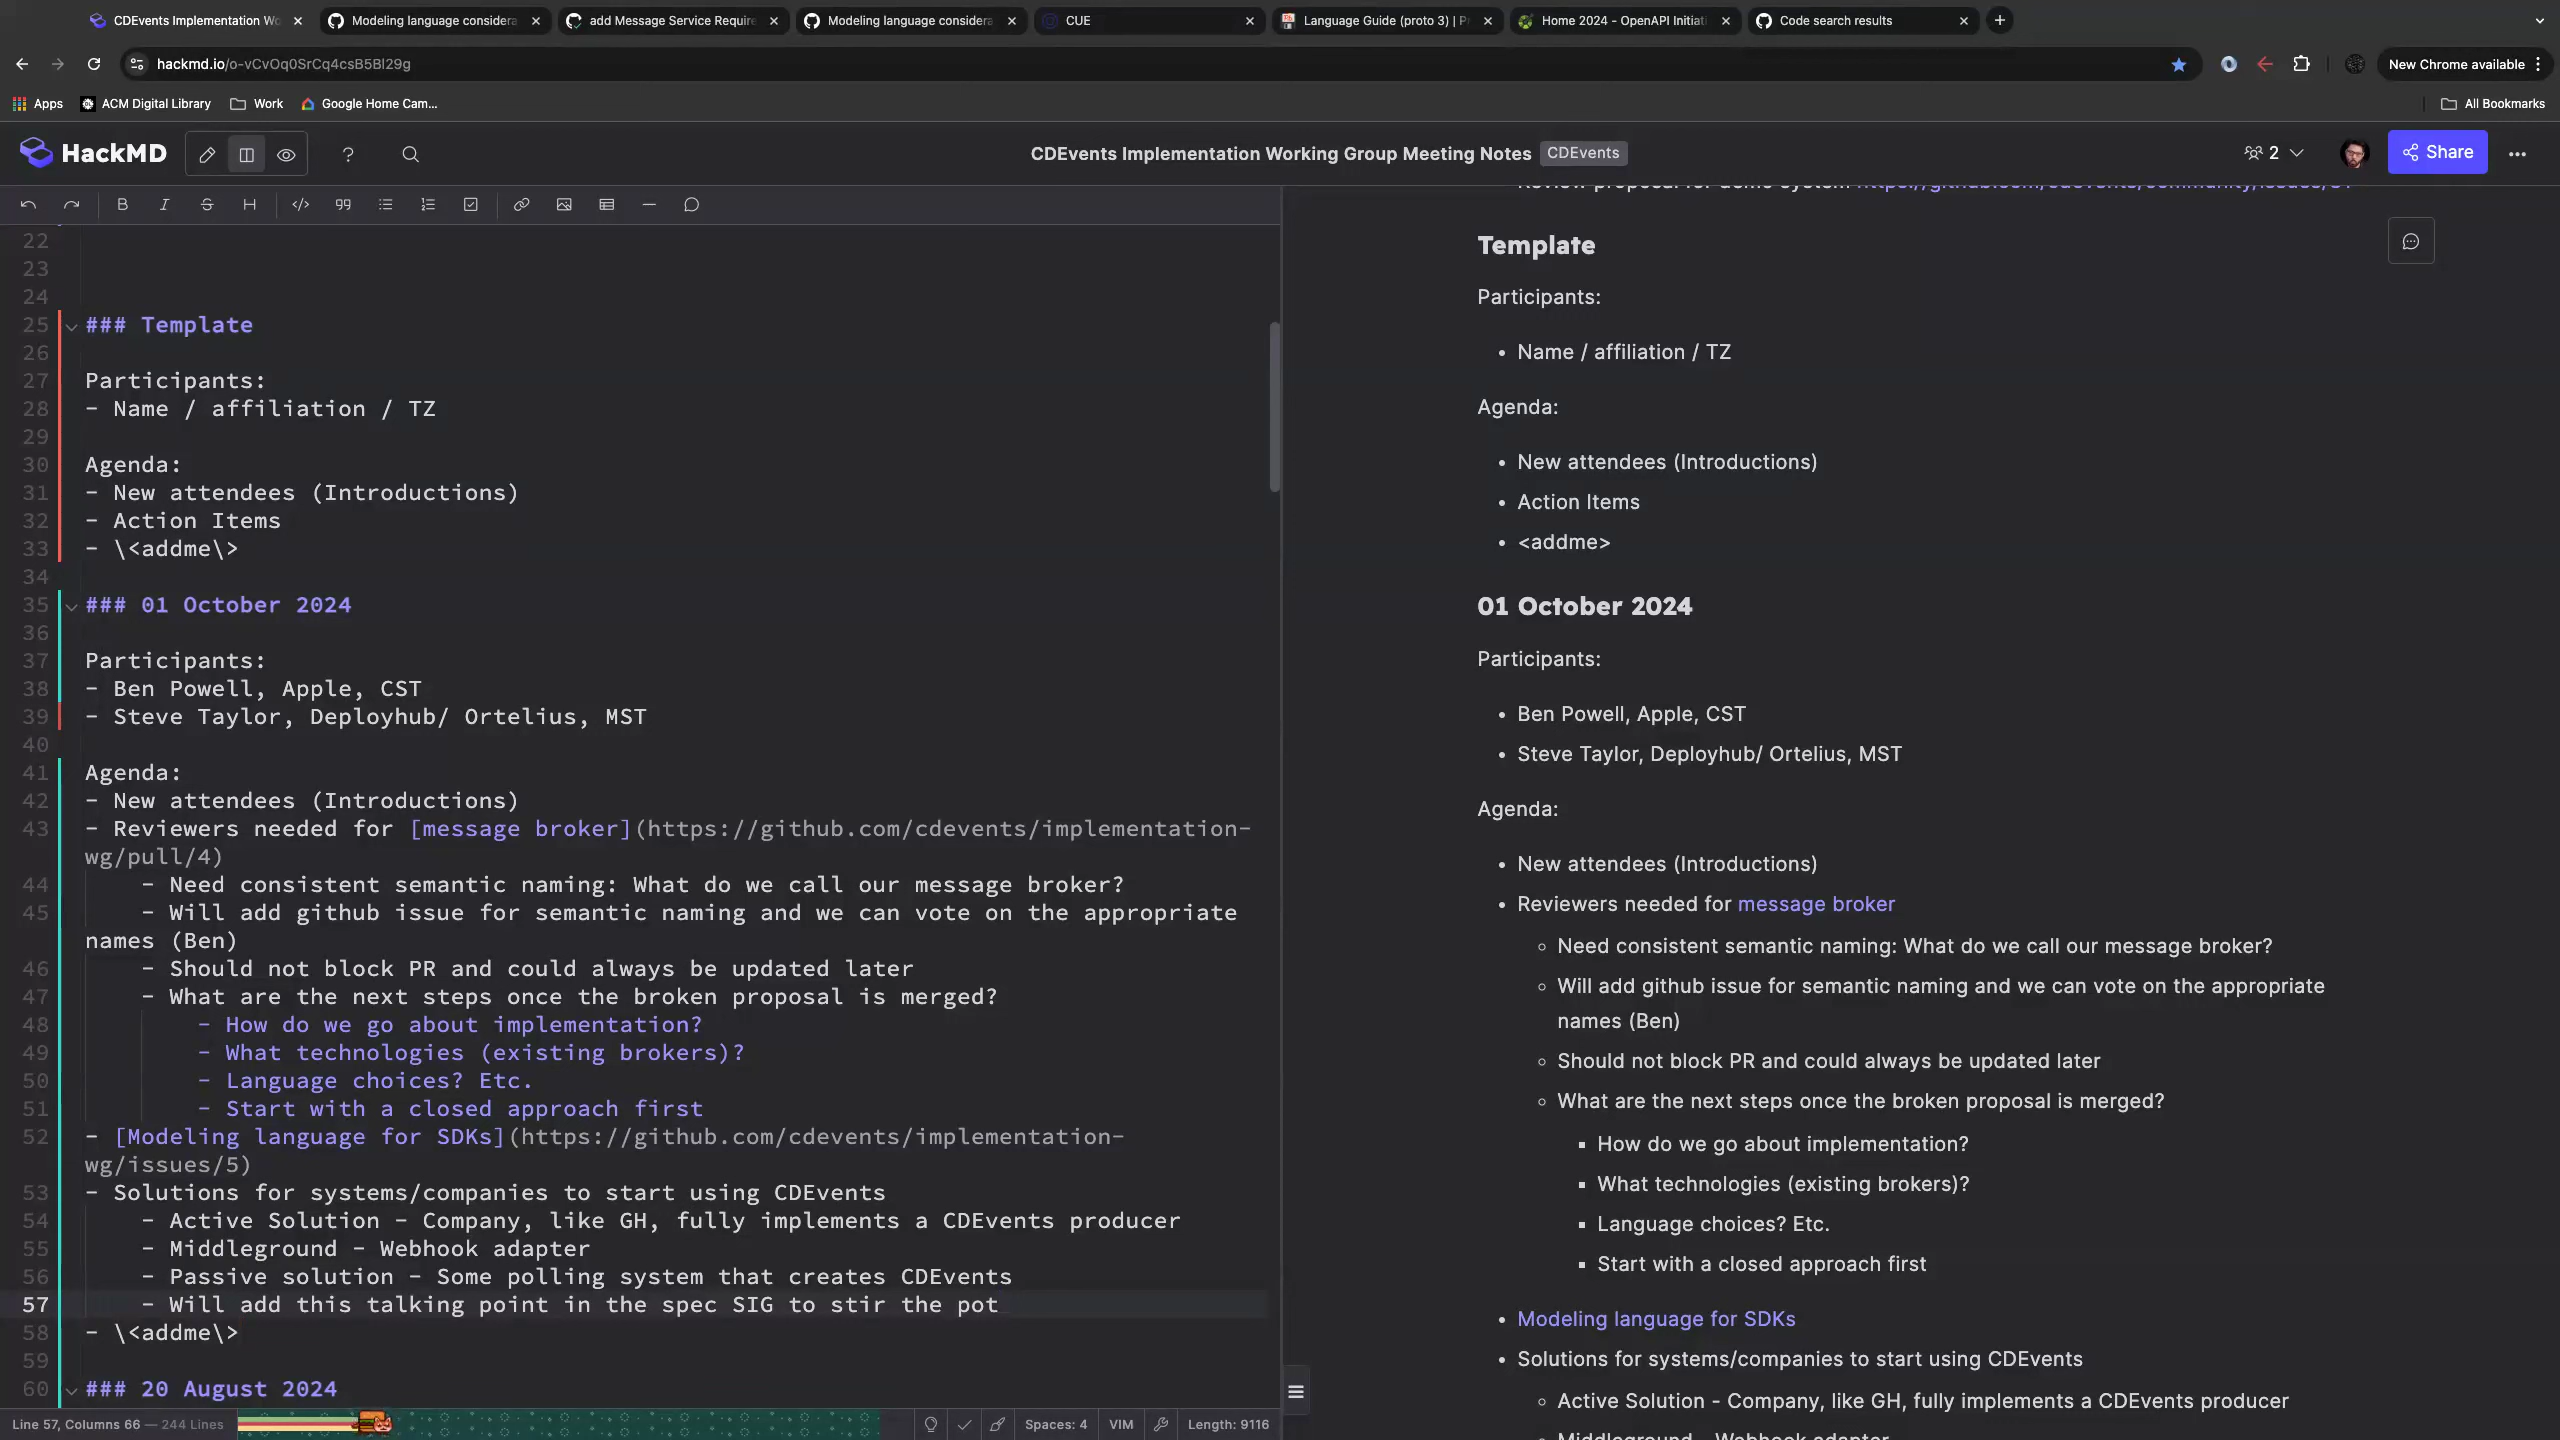 CDEvents Implementation Wo
Modeling language considera
add Message Service Require
Modeling language considera
CUE
Language Guide (proto 3) | P
Home 2024 - OpenAPI Initiati
Code search results
hackmd.io/o-vCvOq0SrCq4csB5Bl29g
New Chrome available
Apps
ACM Digital Library
Work
Google Home Cam...
All Bookmarks
HackMD
CDEvents Implementation Working Group Meeting Notes
CDEvents
2
Share
22
23
24
25 ### Template
26
27 Participants:
28 - Name / affiliation / TZ
29
30 Agenda:
31 - New attendees (Introductions)
32 - Action Items
33 - \<addme\>
34
35 ### 01 October 2024
36
37 Participants:
38 - Ben Powell, Apple, CST
39 - Steve Taylor, Deployhub/ Ortelius, MST
40
41 Agenda:
42 - New attendees (Introductions)
43 - Reviewers needed for [message broker](https://github.com/cdevents/implementation-
wg/pull/4)
44 - Need consistent semantic naming: What do we call our message broker?
45 - Will add github issue for semantic naming and we can vote on the appropriate
names (Ben)
46 - Should not block PR and could always be updated later
47 - What are the next steps once the broken proposal is merged?
48 - How do we go about implementation?
49 - What technologies (existing brokers)?
50 - Language choices? Etc.
51 - Start with a closed approach first
52 - [Modeling language for SDKs](https://github.com/cdevents/implementation-
wg/issues/5)
53 - Solutions for systems/companies to start using CDEvents
54 - Active Solution - Company, like GH, fully implements a CDEvents producer
55 - Middleground - Webhook adapter
56 - Passive solution - Some polling system that creates CDEvents
57 - Will add this talking point in the spec SIG to stir the pot
58 - \<addme\>
59
60 ### 20 August 2024
Line 57, Columns 66 — 244 Lines
Spaces: 4
VIM
Length: 9116
Template
Participants:
• Name / affiliation / TZ
Agenda:
• New attendees (Introductions)
• Action Items
• <addme>
01 October 2024
Participants:
• Ben Powell, Apple, CST
• Steve Taylor, Deployhub/ Ortelius, MST
Agenda:
• New attendees (Introductions)
• Reviewers needed for message broker
◦ Need consistent semantic naming: What do we call our message broker?
◦ Will add github issue for semantic naming and we can vote on the appropriate
names (Ben)
◦ Should not block PR and could always be updated later
◦ What are the next steps once the broken proposal is merged?
▪ How do we go about implementation?
▪ What technologies (existing brokers)?
▪ Language choices? Etc.
▪ Start with a closed approach first
• Modeling language for SDKs
• Solutions for systems/companies to start using CDEvents
◦ Active Solution - Company, like GH, fully implements a CDEvents producer
◦ Middleground - Webhook adapter